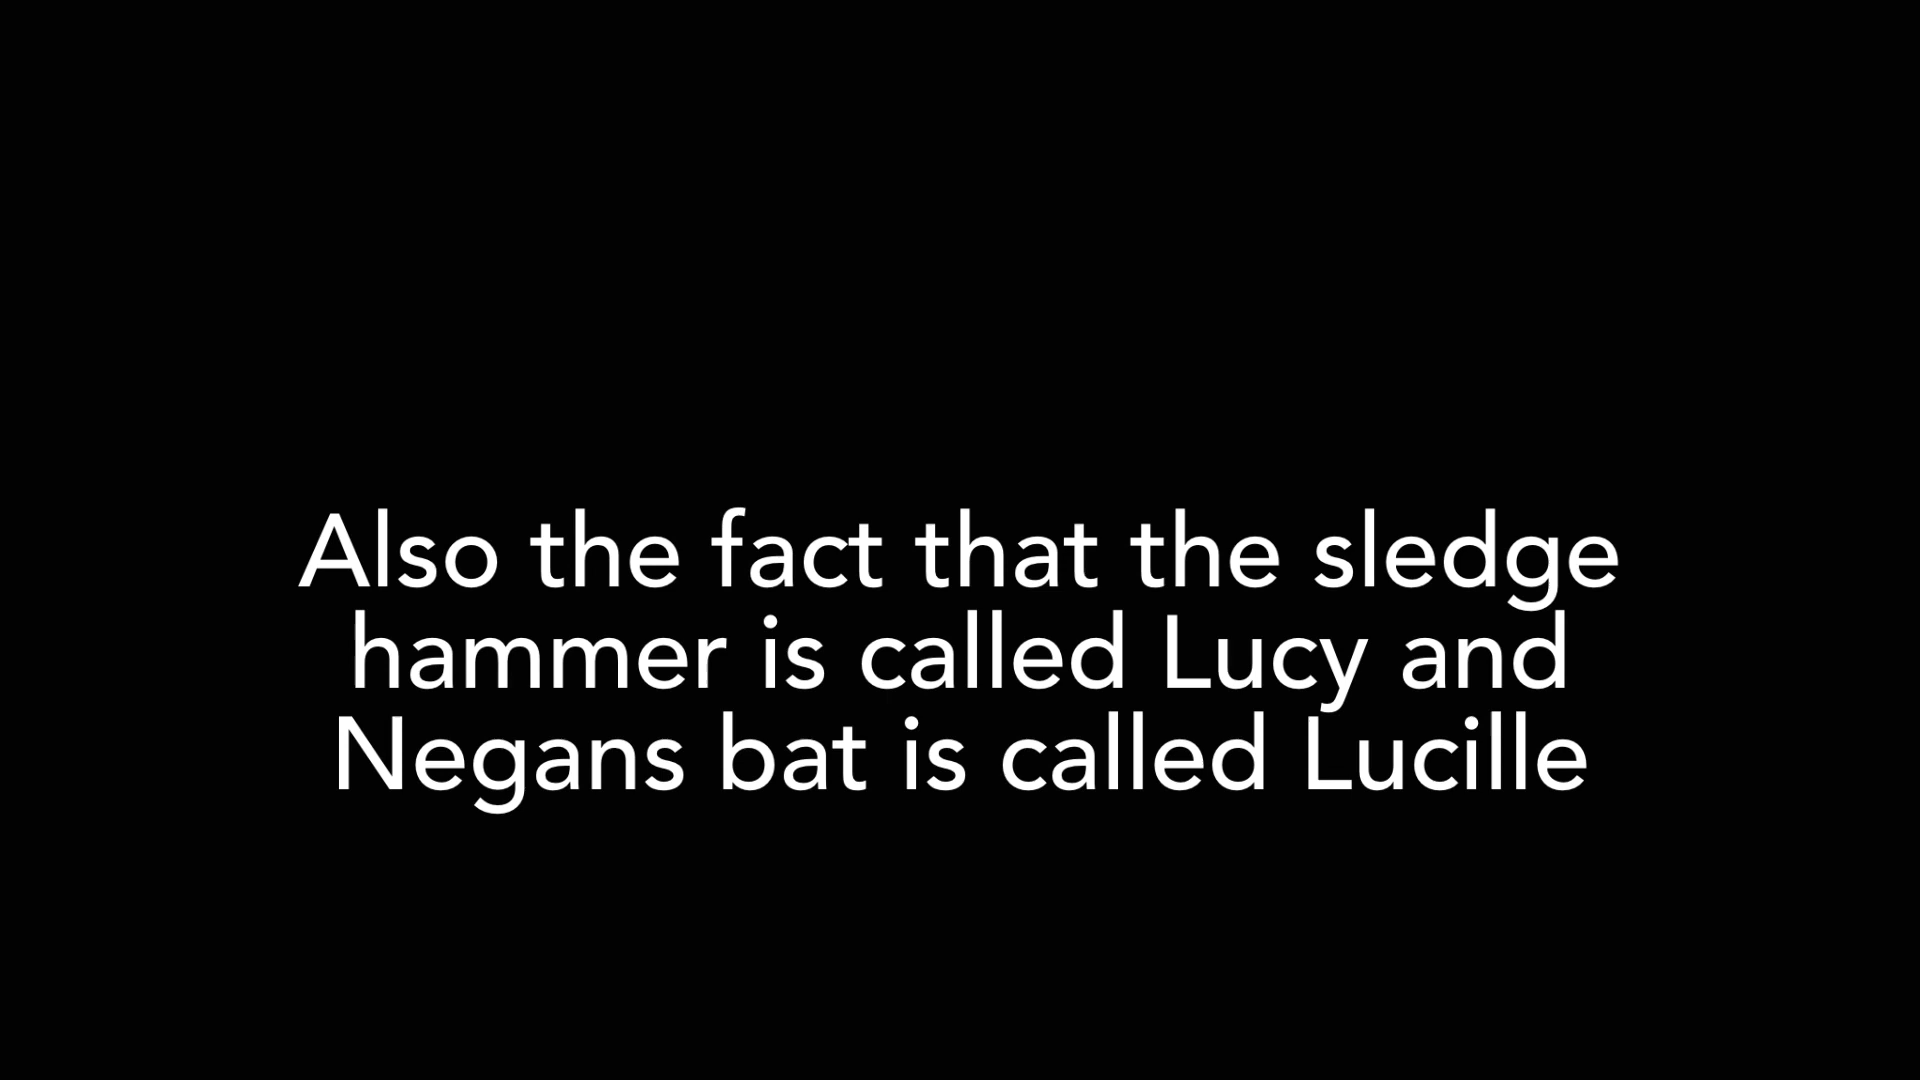 Also the fact that the sledge
hammer is called Lucy and
Negans bat is called Lucille